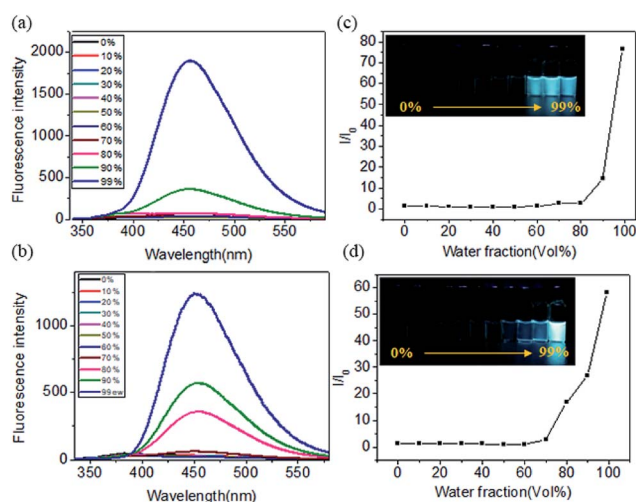 (a)
2000
1500
1000
500
0
Fluorescence intensity
0%
10%
20%
30%
40%
50%
60%
70%
80%
90%
99%
350 400 450 500 550
Wavelength(nm)
(b)
1000
500
0
Fluorescence intensity
0%
10%
20%
30%
40%
50%
60%
70%
80%
90%
99ew
350 400 450 500 550
Wavelength(nm)
(c)
80
70
60
50
40
30
20
10
0
I/I0
0% 99%
0 20 40 60 80 100
Water fraction(Vol%)
(d)
60
50
40
30
20
10
0
I/I0
0% 99%
0 20 40 60 80 100
Water fraction(Vol%)